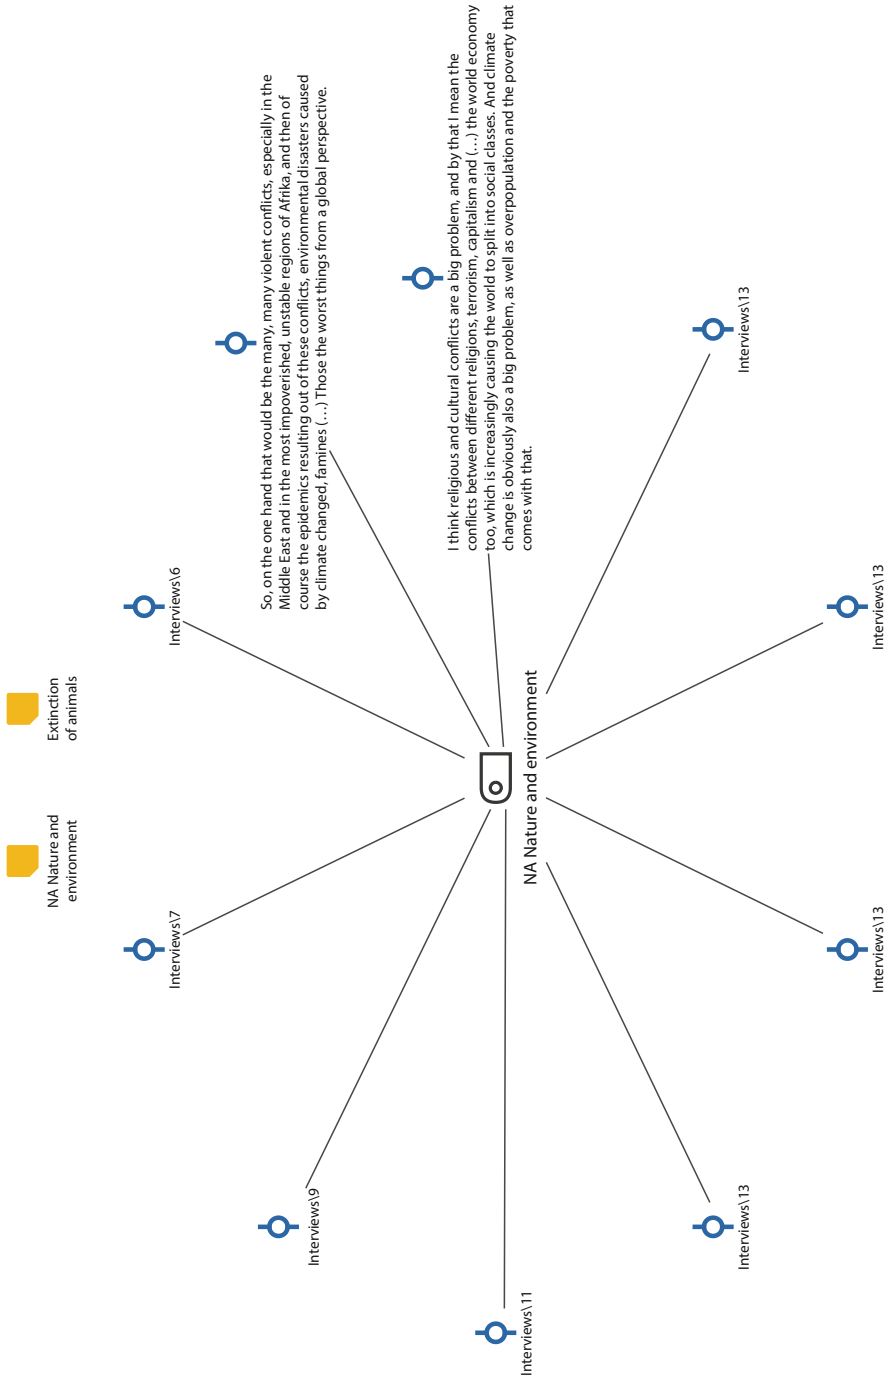 NA Nature and
environment
Extinction
of animals
Interviews\7
Interviews\6
Interviews\9
So, on the one hand that would be the many, many violent conflicts, especially in the
Middle East and in the most impoverished, unstable regions of Afrika, and then of
course the epidemics resulting out of these conflicts, environmental disasters caused
by climate changed, famines (…) Those the worst things from a global perspective.
I think religious and cultural conflicts are a big problem, and by that I mean the
conflicts between different religions, terrorism, capitalism and (…) the world economy
too, which is increasingly causing the world to split into social classes. And climate
change is obviously also a big problem, as well as overpopulation and the poverty that
comes with that.
Interviews\11
NA Nature and environment
Interviews\13
Interviews\13
Interviews\13
Interviews\13